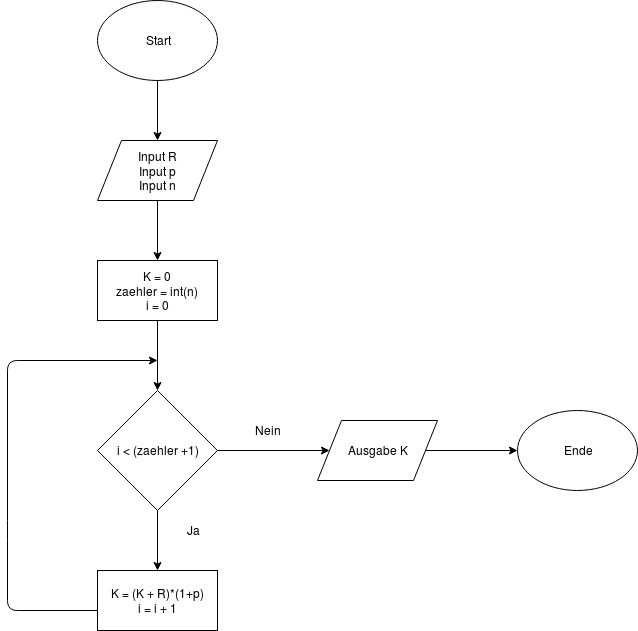 Start
Input R
Input p
Input n
K = 0
zaehler = int(n)
i = 0
i < (zaehler +1)
Nein
Ausgabe K
Ende
Ja
K = (K + R)*(1+p)
i = i + 1